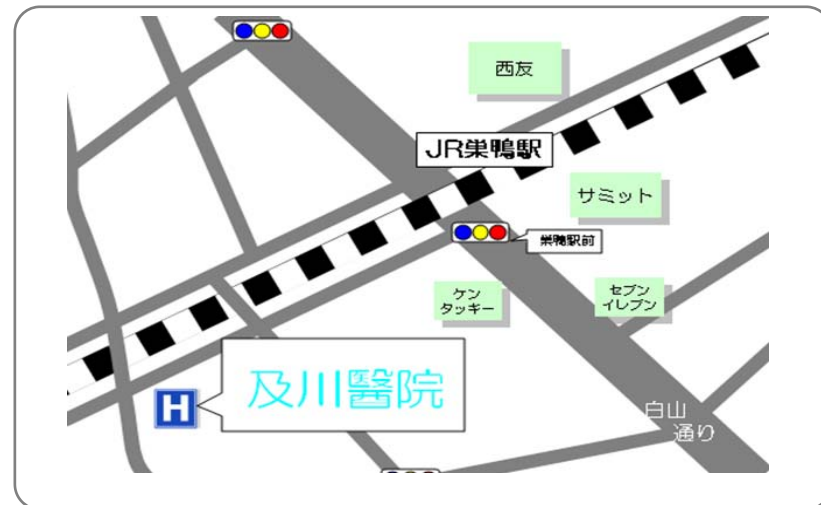 西友
JR巣鴨駅
サミット
巣鴨駅前
ケン
タッキー
セブン
イレブン
H
及川醫院
白山
通り